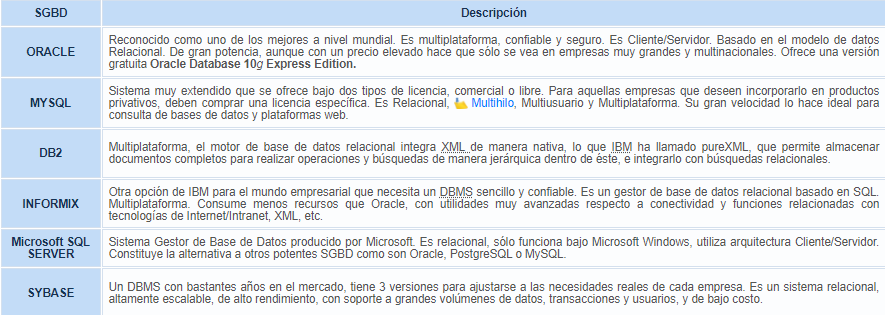 SGBD
Descripción
ORACLE
Reconocido como uno de los mejores a nivel mundial. Es multiplataforma, confiable y seguro. Es Cliente/Servidor. Basado en el modelo de datos
Relacional. De gran potencia, aunque con un precio elevado hace que sólo se vea en empresas muy grandes y multinacionales. Ofrece una versión
gratuita Oracle Database 10g Express Edition.
MYSQL
Sistema muy extendido que se ofrece bajo dos tipos de licencia, comercial o libre. Para aquellas empresas que deseen incorporarlo en productos
privativos, deben comprar una licencia específica. Es Relacional, Multihilo, Multiusuario y Multiplataforma. Su gran velocidad lo hace ideal para
consulta de bases de datos y plataformas web.
DB2
Multiplataforma, el motor de base de datos relacional integra XML de manera nativa, lo que IBM ha llamado pureXML, que permite almacenar
documentos completos para realizar operaciones y búsquedas de manera jerárquica dentro de éste, e integrarlo con búsquedas relacionales.
INFORMIX
Otra opción de IBM para el mundo empresarial que necesita un DBMS sencillo y confiable. Es un gestor de base de datos relacional basado en SQL.
Multiplataforma. Consume menos recursos que Oracle, con utilidades muy avanzadas respecto a conectividad y funciones relacionadas con
tecnologías de Internet/Intranet, XML, etc.
Microsoft SQL
SERVER
Sistema Gestor de Base de Datos producido por Microsoft. Es relacional, sólo funciona bajo Microsoft Windows, utiliza arquitectura Cliente/Servidor.
Constituye la alternativa a otros potentes SGBD como son Oracle, PostgreSQL o MySQL.
SYBASE
Un DBMS con bastantes años en el mercado, tiene 3 versiones para ajustarse a las necesidades reales de cada empresa. Es un sistema relacional,
altamente escalable, de alto rendimiento, con soporte a grandes volúmenes de datos, transacciones y usuarios, y de bajo costo.